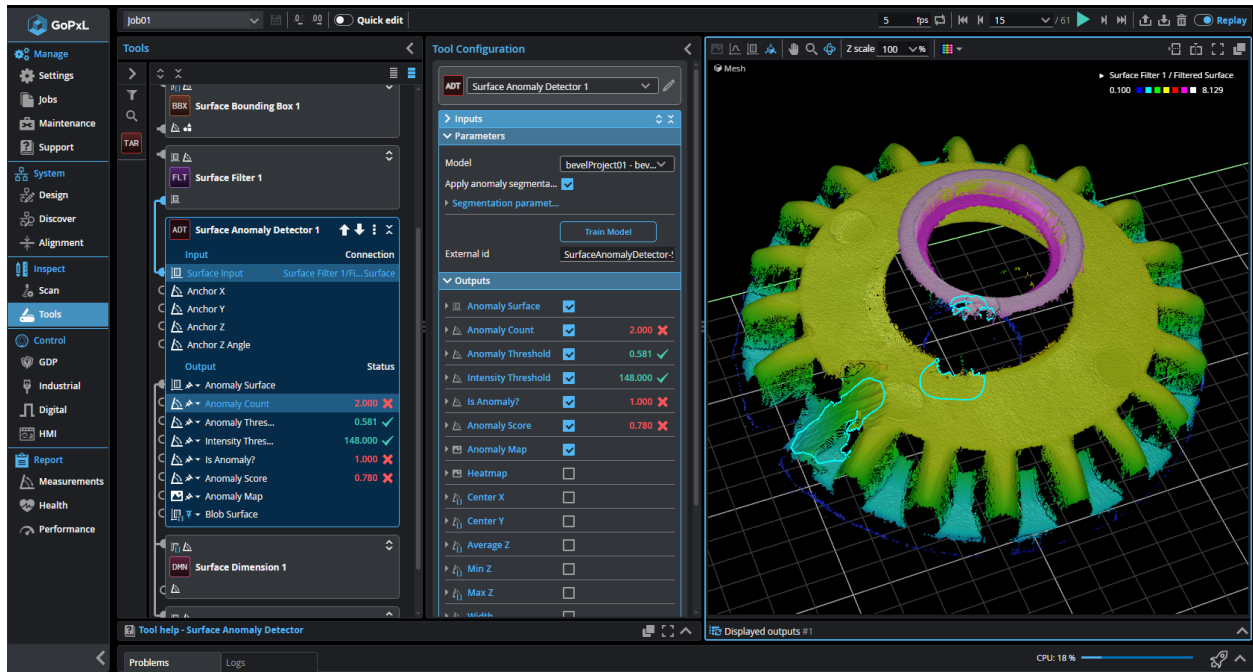 GoPxL
Manage
Settings
Jobs
Maintenance
Support
System
Design
Discover
Alignment
Inspect
Scan
Tools
Control
GDP
Industrial
Digital
HMI
Report
Measurements
Health
Performance
Job01
.0
.00
Quick edit
5 fps
15 / 61
Replay
Tools
TAR
BBX Surface Bounding Box 1
FLT Surface Filter 1
ADT Surface Anomaly Detector 1
Input Connection
Surface Input Surface Filter 1/Fi... Surface
Anchor X
Anchor Y
Anchor Z
Anchor Z Angle
Output Status
Anomaly Surface
Anomaly Count 2.000
Anomaly Thres... 0.581
Intensity Thres... 148.000
Is Anomaly? 1.000
Anomaly Score 0.780
Anomaly Map
Blob Surface
DMN Surface Dimension 1
Tool Configuration
ADT Surface Anomaly Detector 1
Inputs
Parameters
Model bevelProject01 - bev...
Apply anomaly segmenta...
Segmentation paramet...
Train Model
External id SurfaceAnomalyDetector-
Outputs
Anomaly Surface
Anomaly Count 2.000
Anomaly Threshold 0.581
Intensity Threshold 148.000
Is Anomaly? 1.000
Anomaly Score 0.780
Anomaly Map
Heatmap
Center X
Center Y
Average Z
Min Z
Max Z
Width
Tool help - Surface Anomaly Detector
Z scale 100 %
Mesh
Surface Filter 1 / Filtered Surface
0.100 8.129
Displayed outputs #1
Problems
Logs
CPU: 18 %